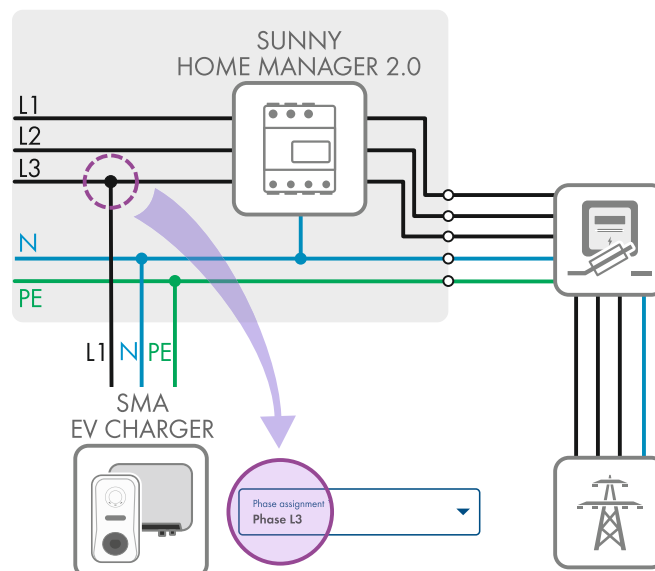 SUNNY
HOME MANAGER 2.0
L1
L2
L3
N
PE
L1 N PE
SMA
EV CHARGER
Phase assignment
Phase L3